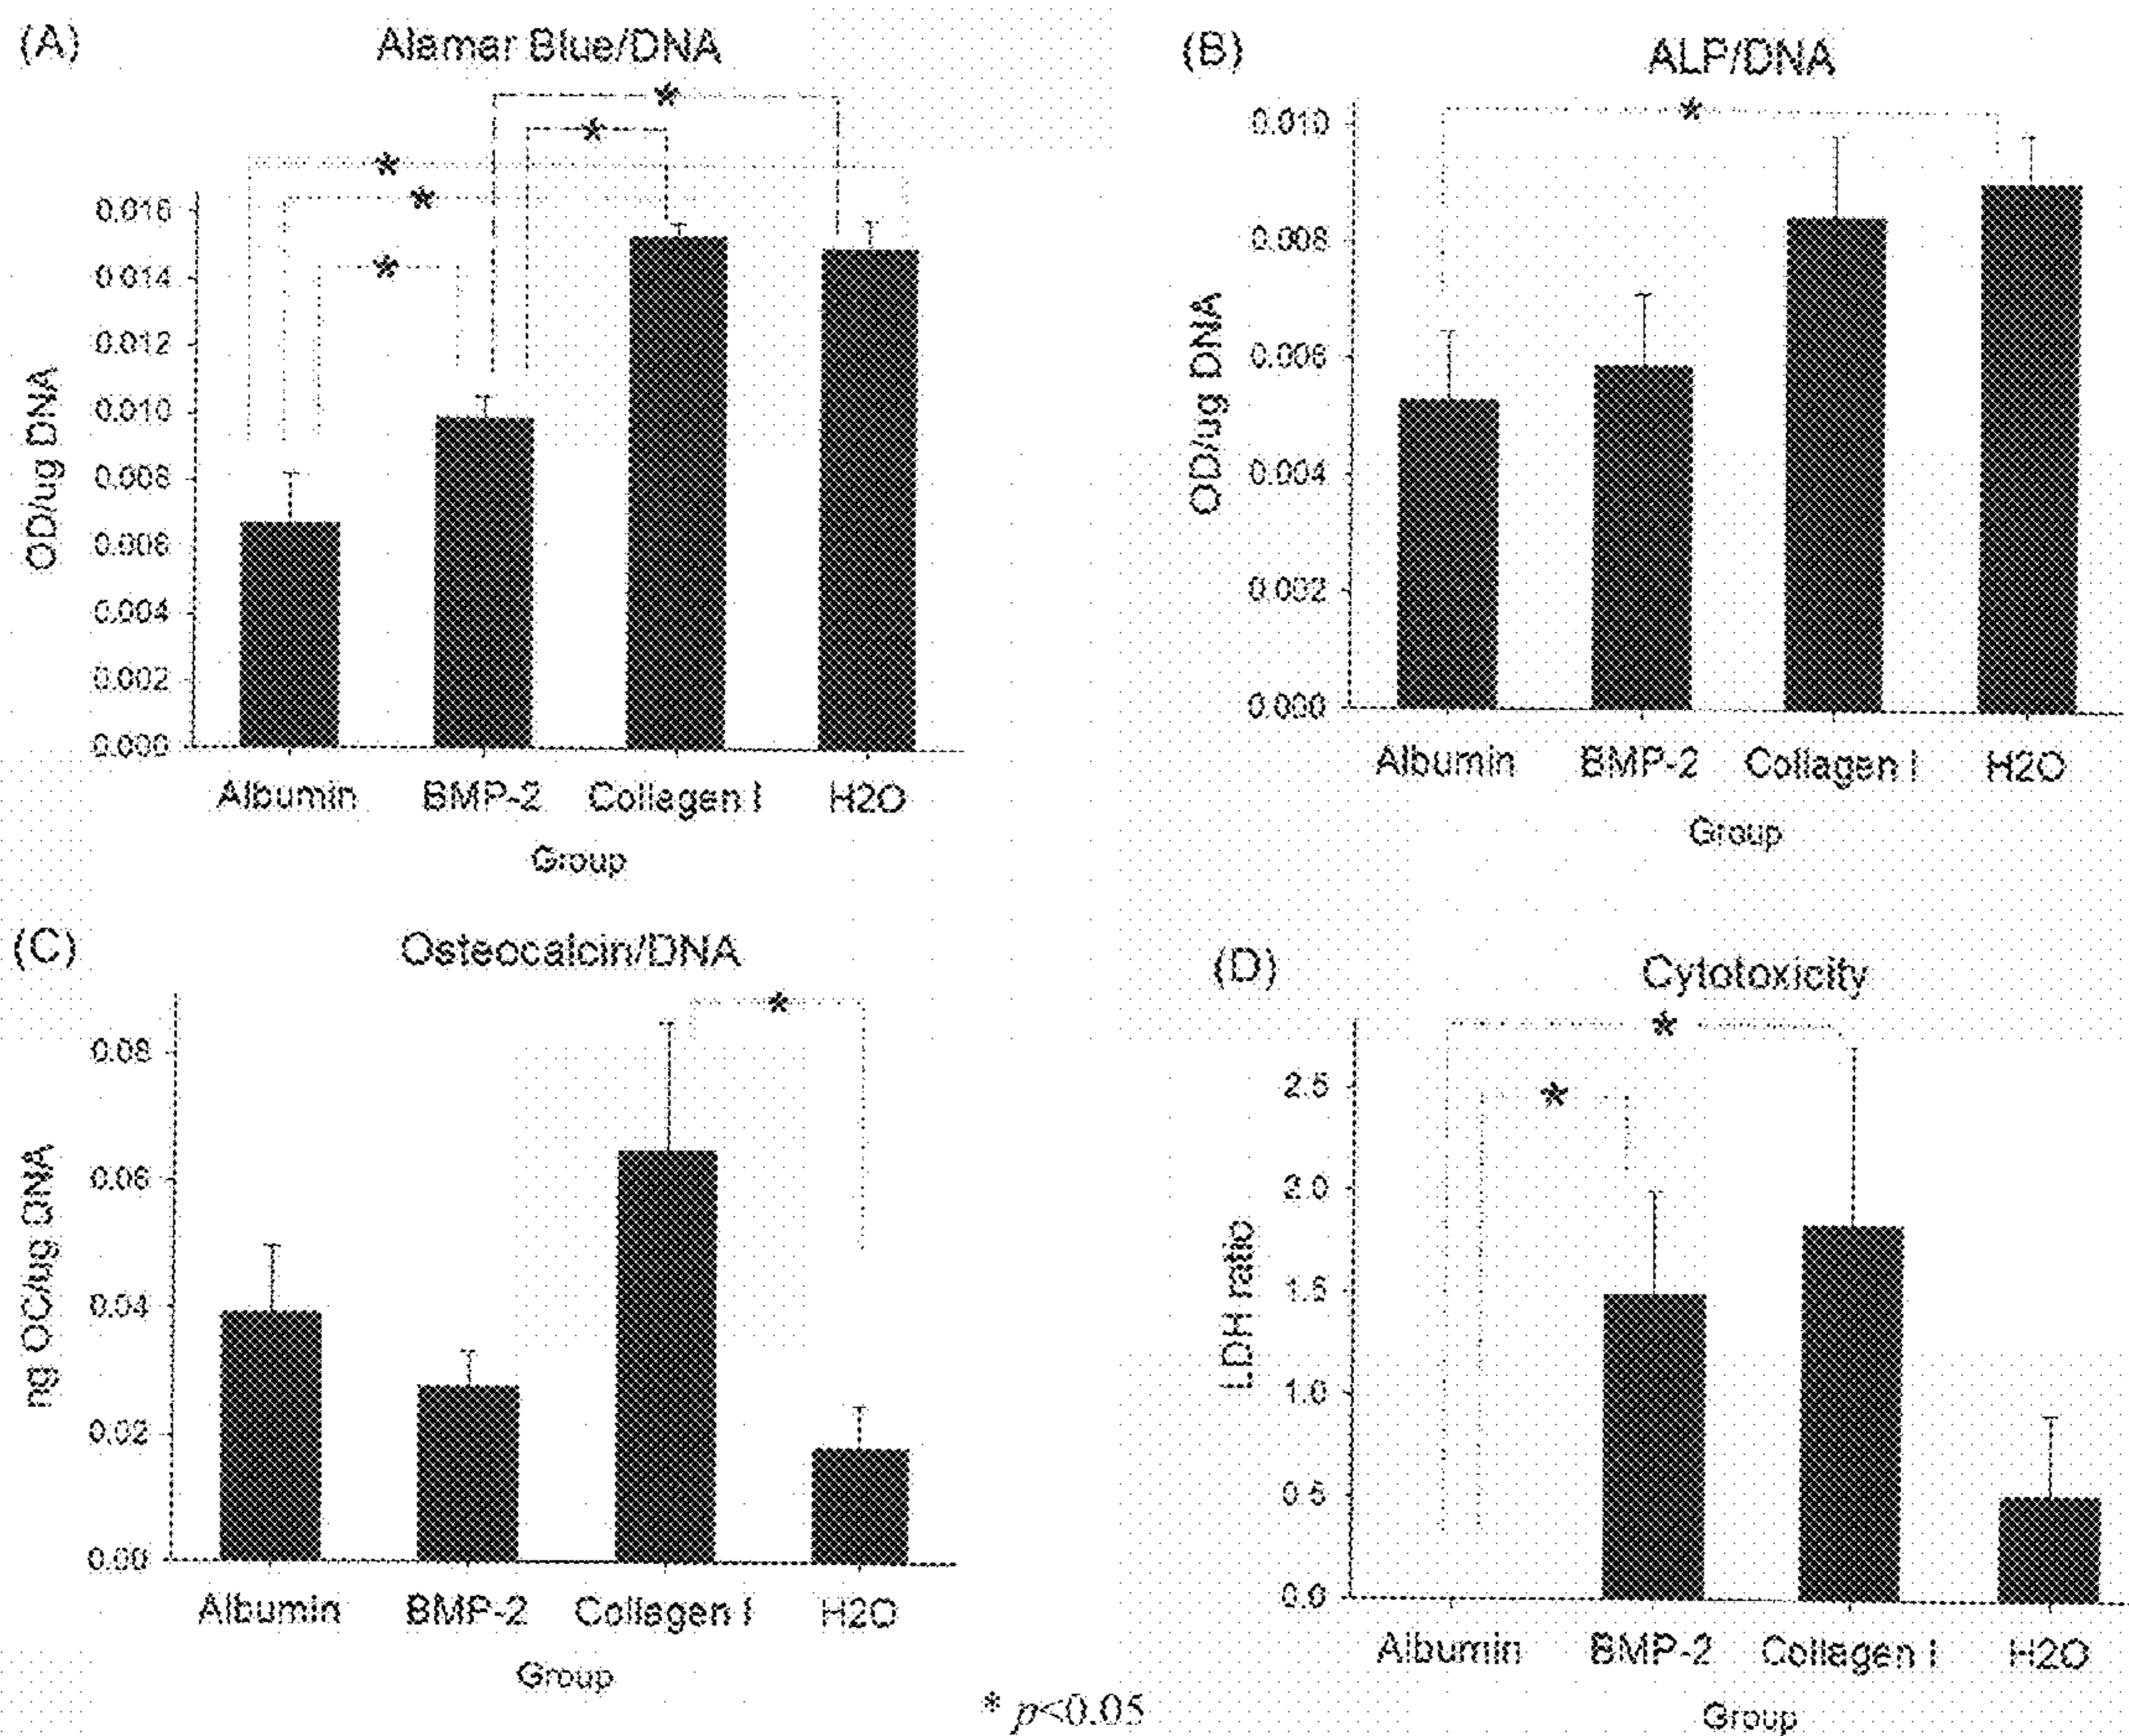 (A)
Alamar Blue/DNA
*
*
*
*
*
OD/ug DNA
0.016
0.014
0.012
0.010
0.008
0.006
0.004
0.002
0.000
Albumin BMP-2 Collagen I H2O
Group
(B)
ALP/DNA
*
OD/ug DNA
0.010
0.008
0.006
0.004
0.002
0.000
Albumin BMP-2 Collagen I H2O
Group
(C)
Osteocalcin/DNA
*
ng OC/ug DNA
0.08
0.06
0.04
0.02
0.00
Albumin BMP-2 Collagen I H2O
Group
(D)
Cytotoxicity
*
*
LDH ratio
2.5
2.0
1.5
1.0
0.5
0.0
Albumin BMP-2 Collagen I H2O
Group
* p<0.05